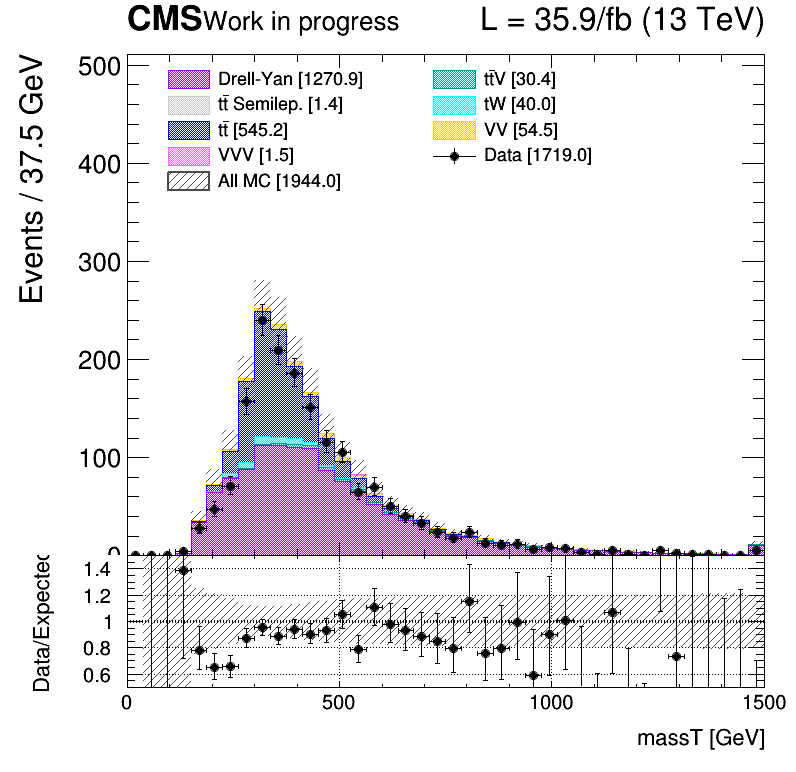 CMS Work in progress L = 35.9/fb (13 TeV)
Events / 37.5 GeV
500
400
300
200
100
0
Drell-Yan [1270.9]
tt̄ Semilep. [1.4]
tt̄ [545.2]
VVV [1.5]
All MC [1944.0]
tt̄V [30.4]
tW [40.0]
VV [54.5]
Data [1719.0]
Data/Expected
1.4
1.2
1
0.8
0.6
0 500 1000 1500
massT [GeV]